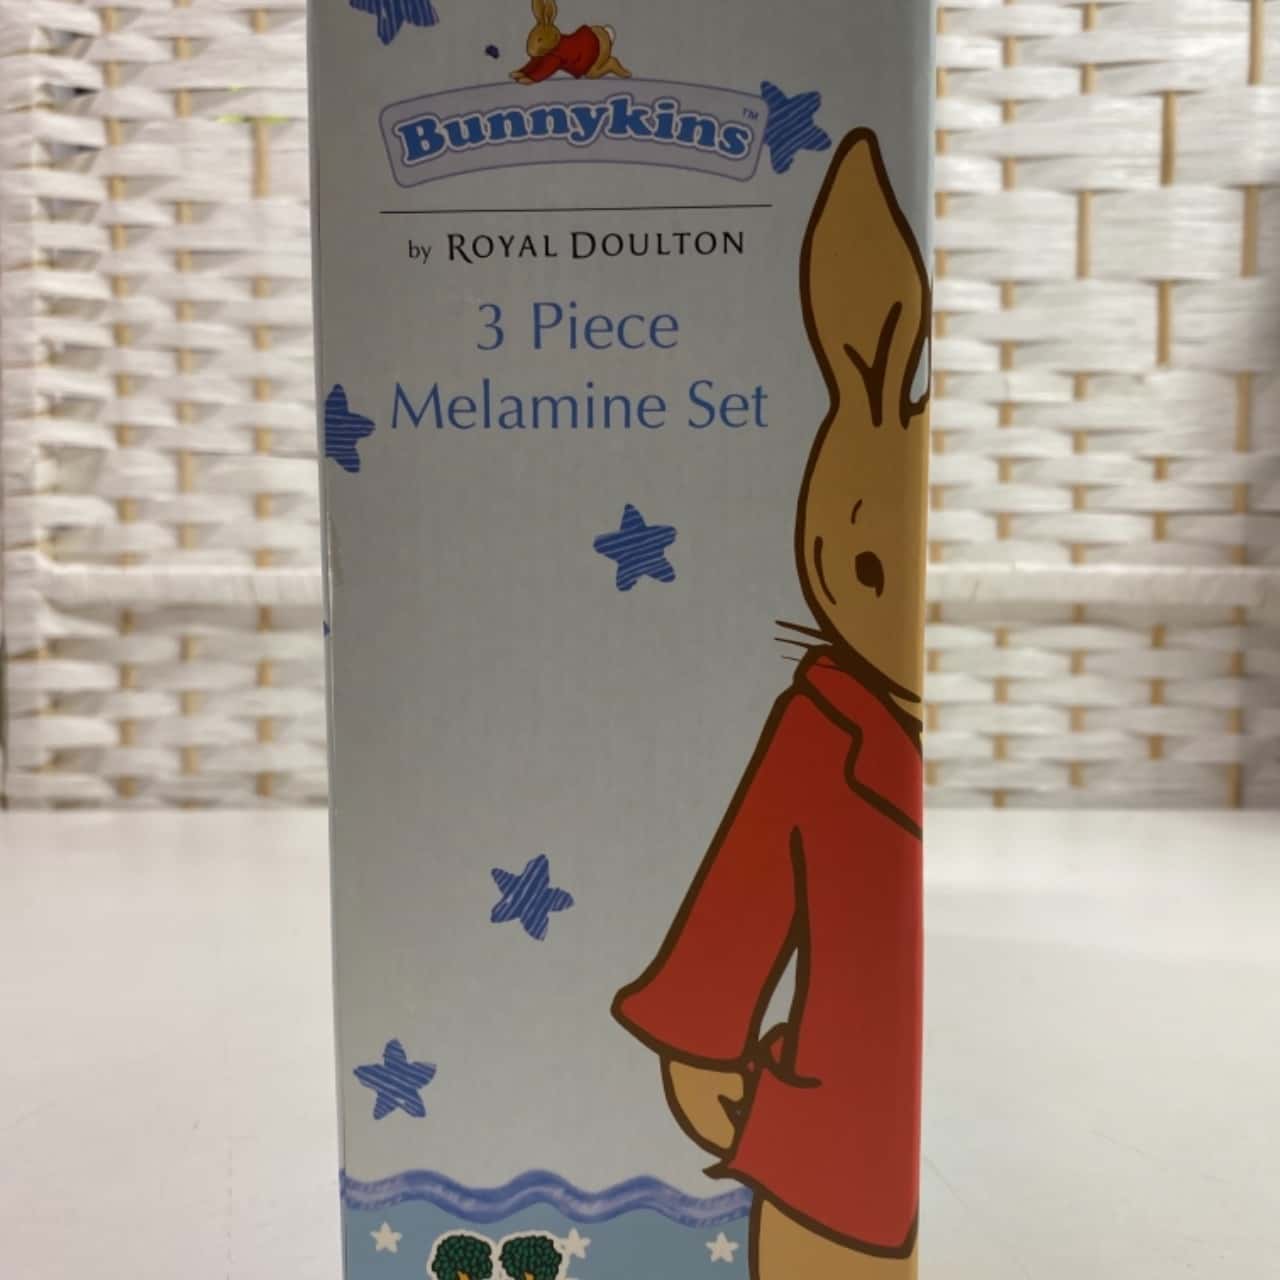 Bunnykins™
by ROYAL DOULTON
3 Piece
Melamine Set